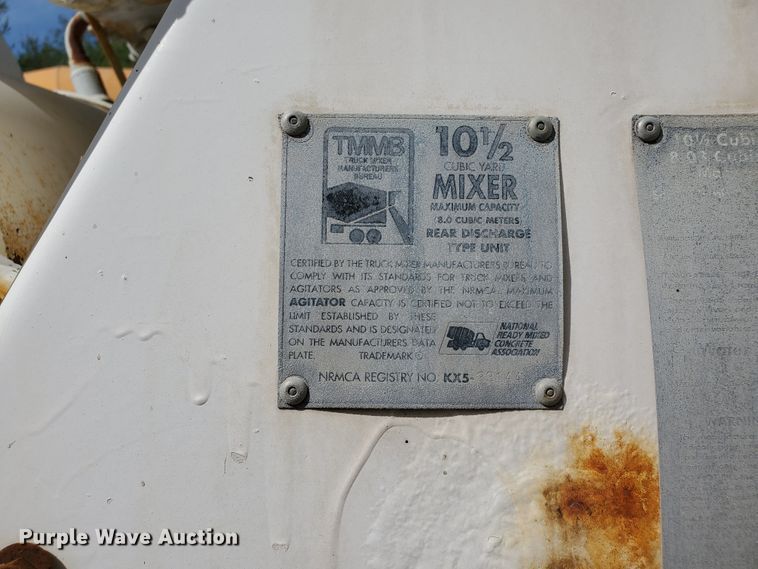 TMMB
TRUCK MIXER
MANUFACTURERS
BUREAU
10½
CUBIC YARD
MIXER
MAXIMUM CAPACITY
(8.0 CUBIC METERS)
REAR DISCHARGE
TYPE UNIT
CERTIFIED BY THE TRUCK MIXER MANUFACTURERS BUREAU TO
COMPLY WITH ITS STANDARDS FOR TRUCK MIXERS AND
AGITATORS AS APPROVED BY THE NRMCA. MAXIMUM
AGITATOR CAPACITY IS CERTIFIED NOT TO EXCEED THE
LIMIT ESTABLISHED BY THESE
STANDARDS AND IS DESIGNATED
ON THE MANUFACTURERS DATA
PLATE. TRADEMARK ©
NATIONAL
READY MIXED
CONCRETE
ASSOCIATION
NRMCA REGISTRY NO. KX5-
10½ Cubi
WARNIN
Purple Wave Auction